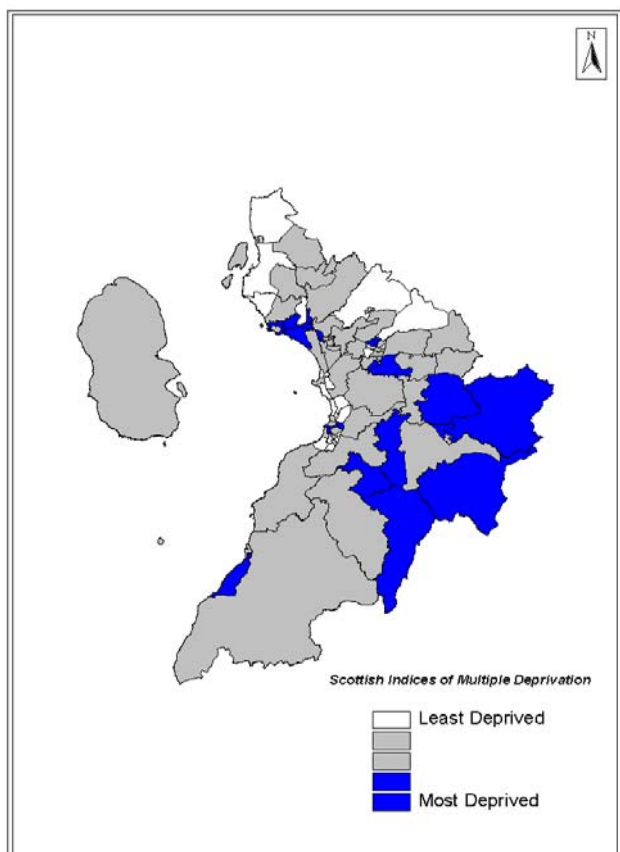 N
Scottish Indices of Multiple Deprivation
Least Deprived
Most Deprived